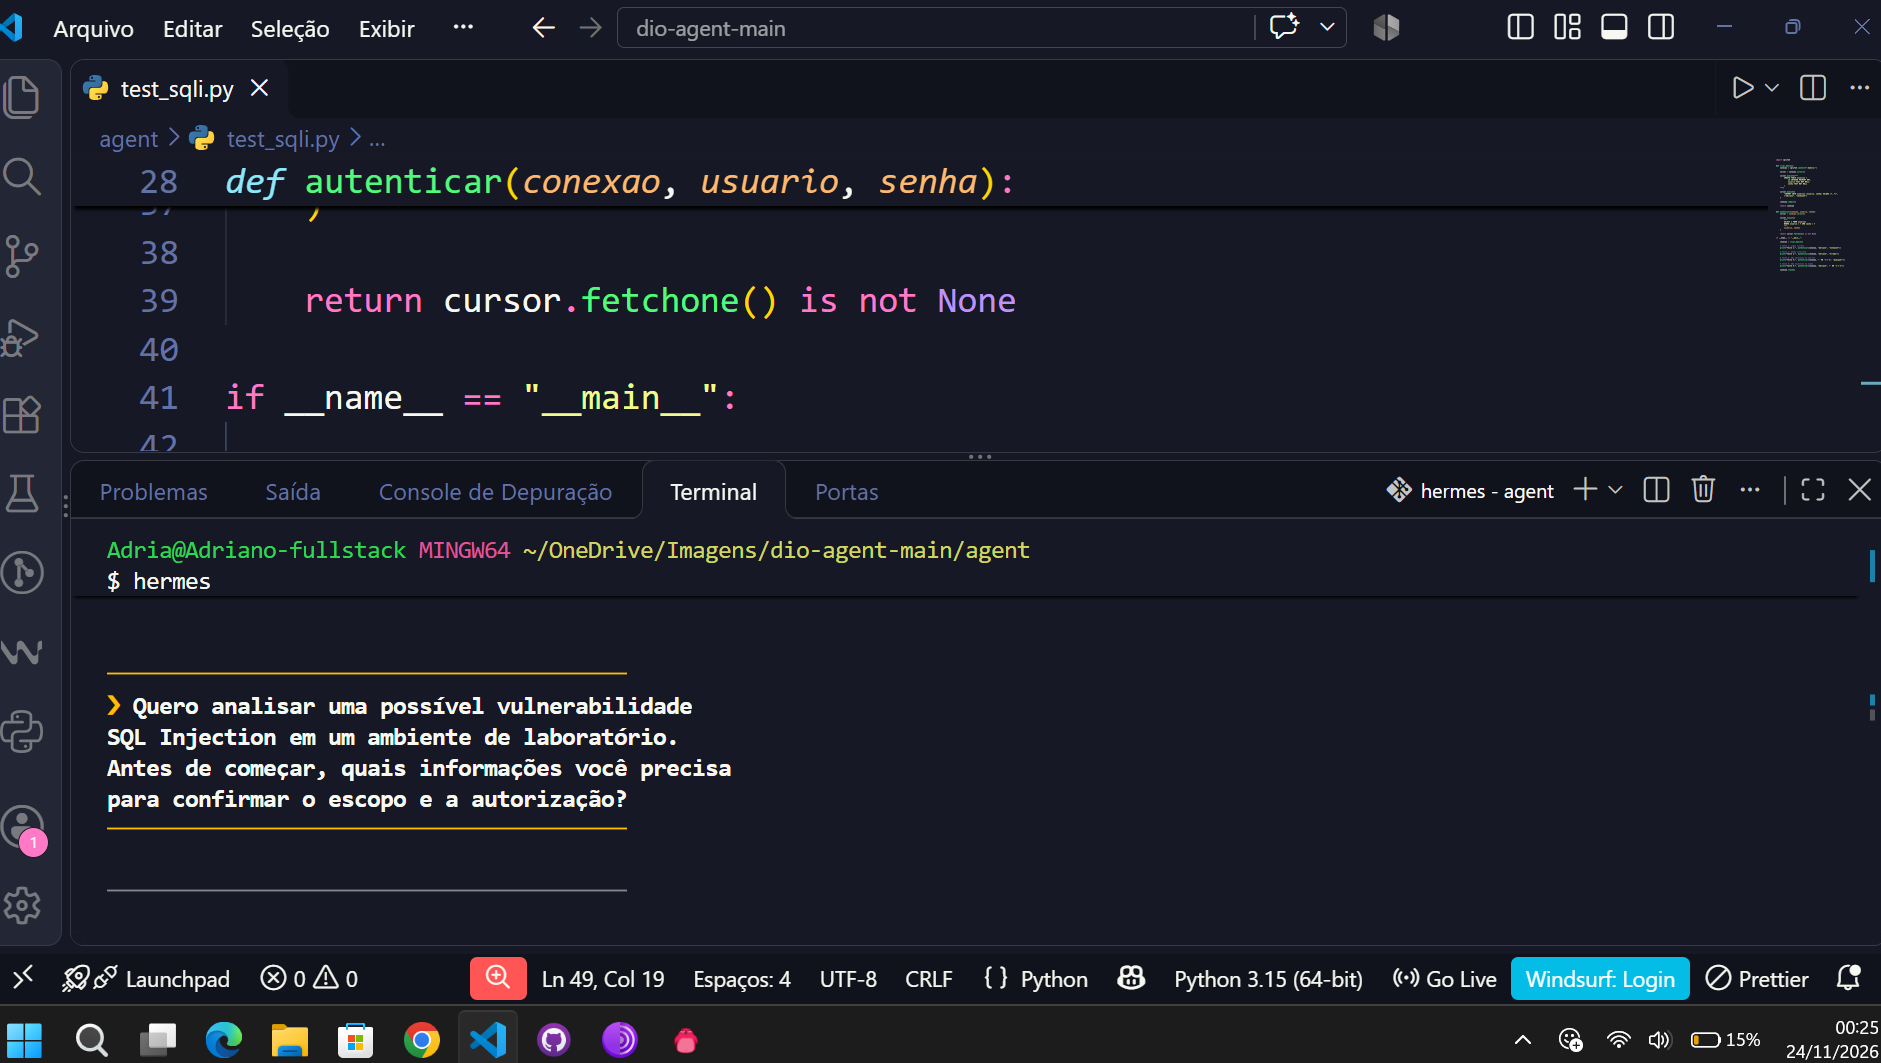 Arquivo Editar Seleção Exibir ··· dio-agent-main
test_sqli.py
agent > test_sqli.py > ...
28 def autenticar(conexao, usuario, senha):
37 )
38
39 return cursor.fetchone() is not None
40
41 if __name__ == "__main__":
42
Problemas Saída Console de Depuração Terminal Portas hermes - agent
Adria@Adriano-fullstack MINGW64 ~/OneDrive/Imagens/dio-agent-main/agent
$ hermes
❯ Quero analisar uma possível vulnerabilidade
SQL Injection em um ambiente de laboratório.
Antes de começar, quais informações você precisa
para confirmar o escopo e a autorização?
1
Launchpad 0 0 Ln 49, Col 19 Espaços: 4 UTF-8 CRLF {} Python Python 3.15 (64-bit) Go Live Windsurf: Login Prettier
15% 00:25
24/11/2026